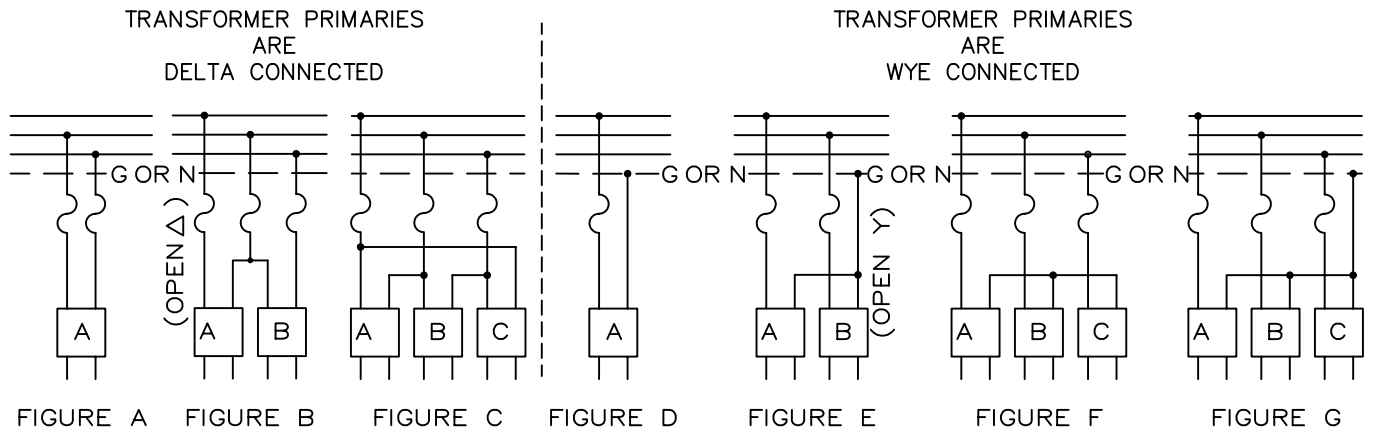 TRANSFORMER PRIMARIES
ARE
DELTA CONNECTED
TRANSFORMER PRIMARIES
ARE
WYE CONNECTED
G OR N
G OR N
G OR N
G OR N
(OPEN Δ)
(OPEN Y)
A
A B
A B C
A
A B
A B C
A B C
FIGURE A
FIGURE B
FIGURE C
FIGURE D
FIGURE E
FIGURE F
FIGURE G